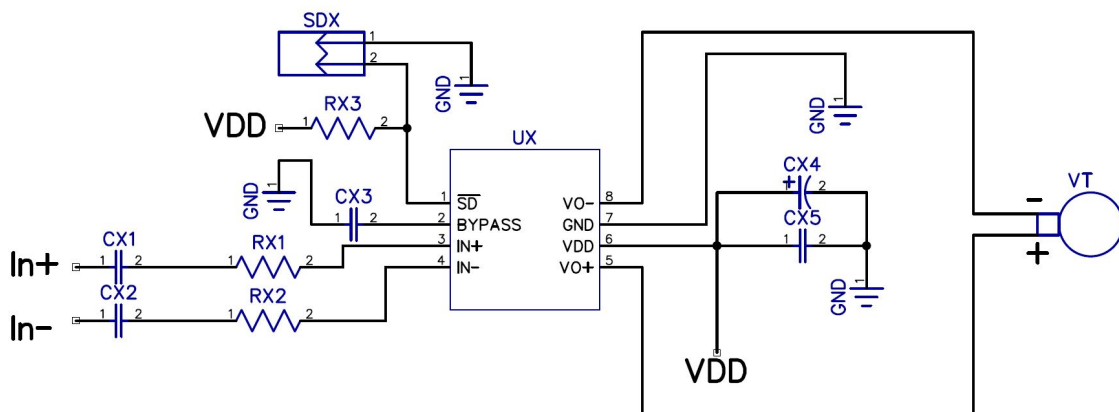 SDX
1
2
1
GND
RX3
VDD
1
2
UX
1
GND
1
GND
CX3
1
2
1
SD
2
BYPASS
3
IN+
4
IN-
VO-
8
GND
7
VDD
6
VO+
5
CX4
+
1
2
CX5
1
2
1
GND
VT
-
+
In+
CX1
1
2
RX1
1
2
In-
CX2
1
2
RX2
1
2
VDD